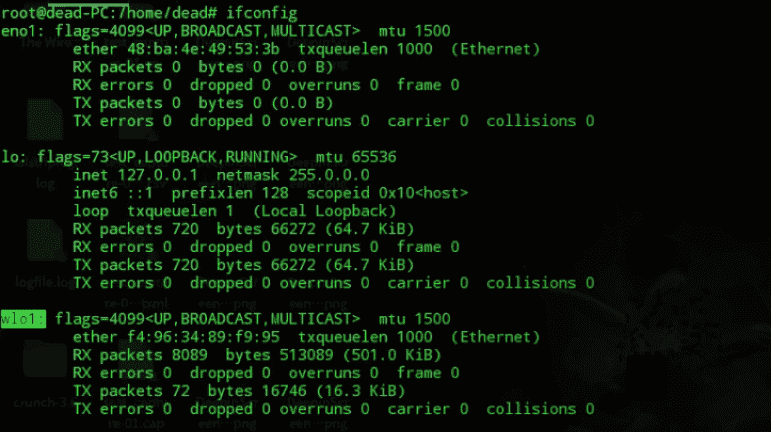 root@dead-PC:/home/dead# ifconfig
eno1: flags=4099<UP,BROADCAST,MULTICAST>  mtu 1500
        ether 48:ba:4e:49:53:3b  txqueuelen 1000  (Ethernet)
        RX packets 0  bytes 0 (0.0 B)
        RX errors 0  dropped 0  overruns 0  frame 0
        TX packets 0  bytes 0 (0.0 B)
        TX errors 0  dropped 0 overruns 0  carrier 0  collisions 0

lo: flags=73<UP,LOOPBACK,RUNNING>  mtu 65536
        inet 127.0.0.1  netmask 255.0.0.0
        inet6 ::1  prefixlen 128  scopeid 0x10<host>
        loop  txqueuelen 1  (Local Loopback)
        RX packets 720  bytes 66272 (64.7 KiB)
        RX errors 0  dropped 0  overruns 0  frame 0
        TX packets 720  bytes 66272 (64.7 KiB)
        TX errors 0  dropped 0 overruns 0  carrier 0  collisions 0

wlo1: flags=4099<UP,BROADCAST,MULTICAST>  mtu 1500
        ether f4:96:34:89:f9:95  txqueuelen 1000  (Ethernet)
        RX packets 8089  bytes 513089 (501.0 KiB)
        RX errors 0  dropped 0  overruns 0  frame 0
        TX packets 72  bytes 16746 (16.3 KiB)
        TX errors 0  dropped 0 overruns 0  carrier 0  collisions 0
log
logfile.log
crunch-3.
re-01.cap